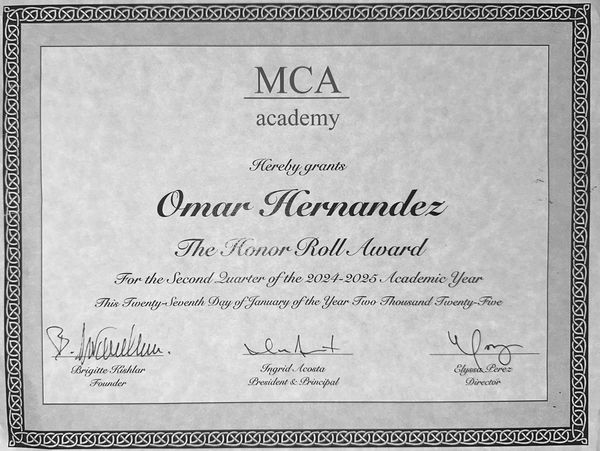 MCA
academy
Hereby grants
Omar Hernandez
The Honor Roll Award
For the Second Quarter of the 2024-2025 Academic Year
This Twenty-Seventh Day of January of the Year Two Thousand Twenty-Five
Brigitte Kishlar
Ingrid Acosta
Elyssa Perez
Founder
President & Principal
Director